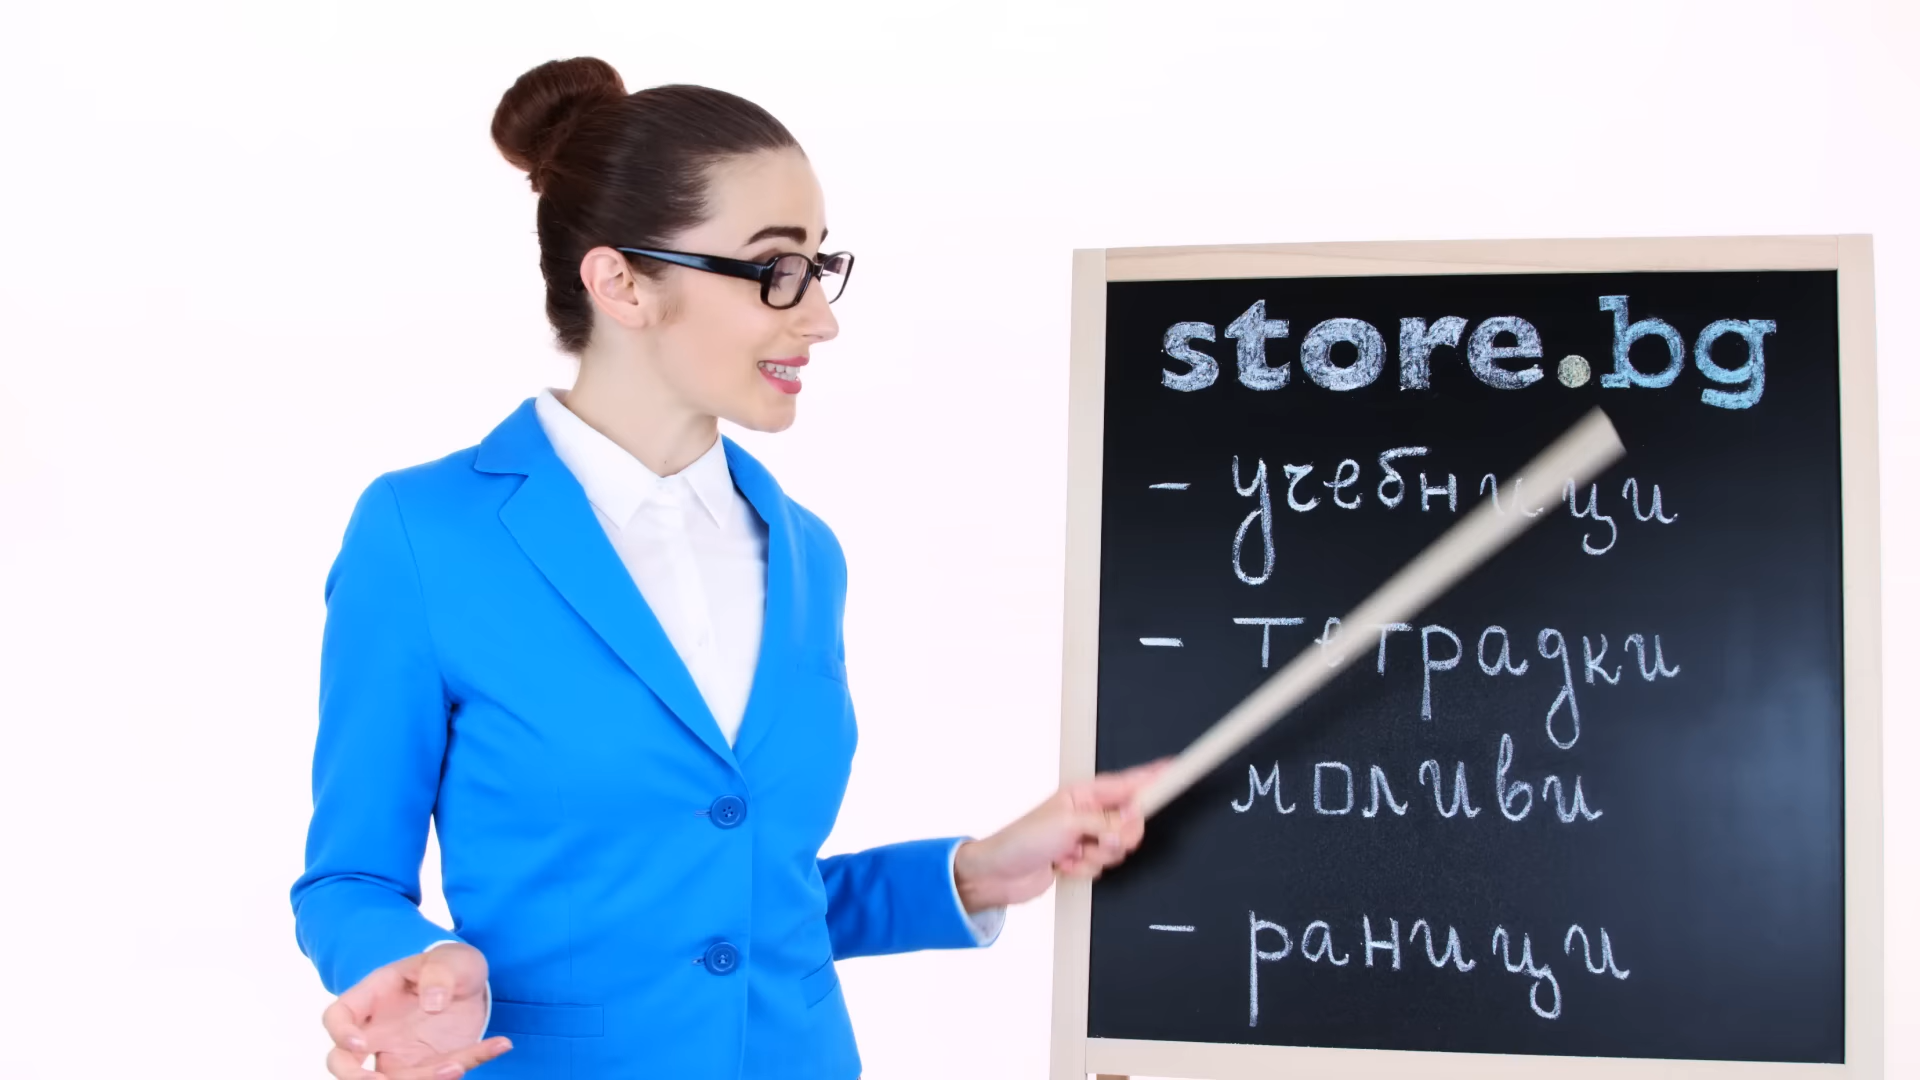 store.bg
- учебници
- тетрадки
моливи
- раници